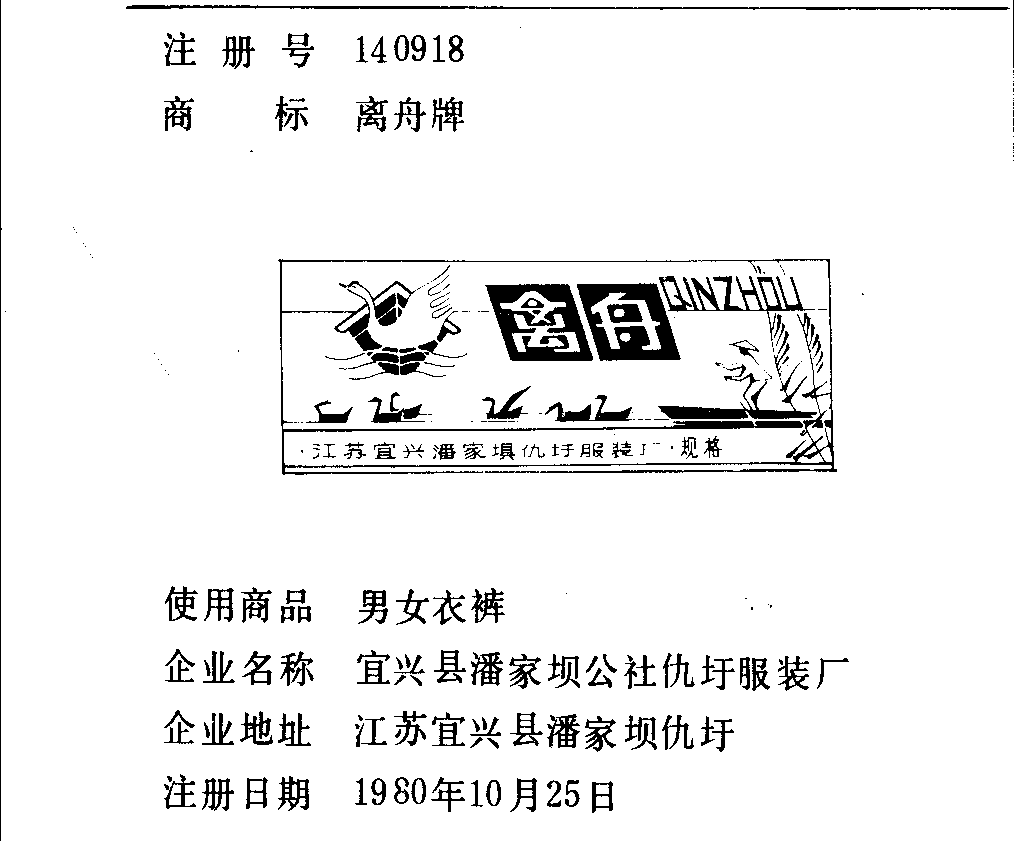 注册号 140918
商标 离舟牌
离舟 QINZHOU
·江苏宜兴潘家埧仇圩服装厂·规格
使用商品 男女衣裤
企业名称 宜兴县潘家坝公社仇圩服装厂
企业地址 江苏宜兴县潘家坝仇圩
注册日期 1980年10月25日